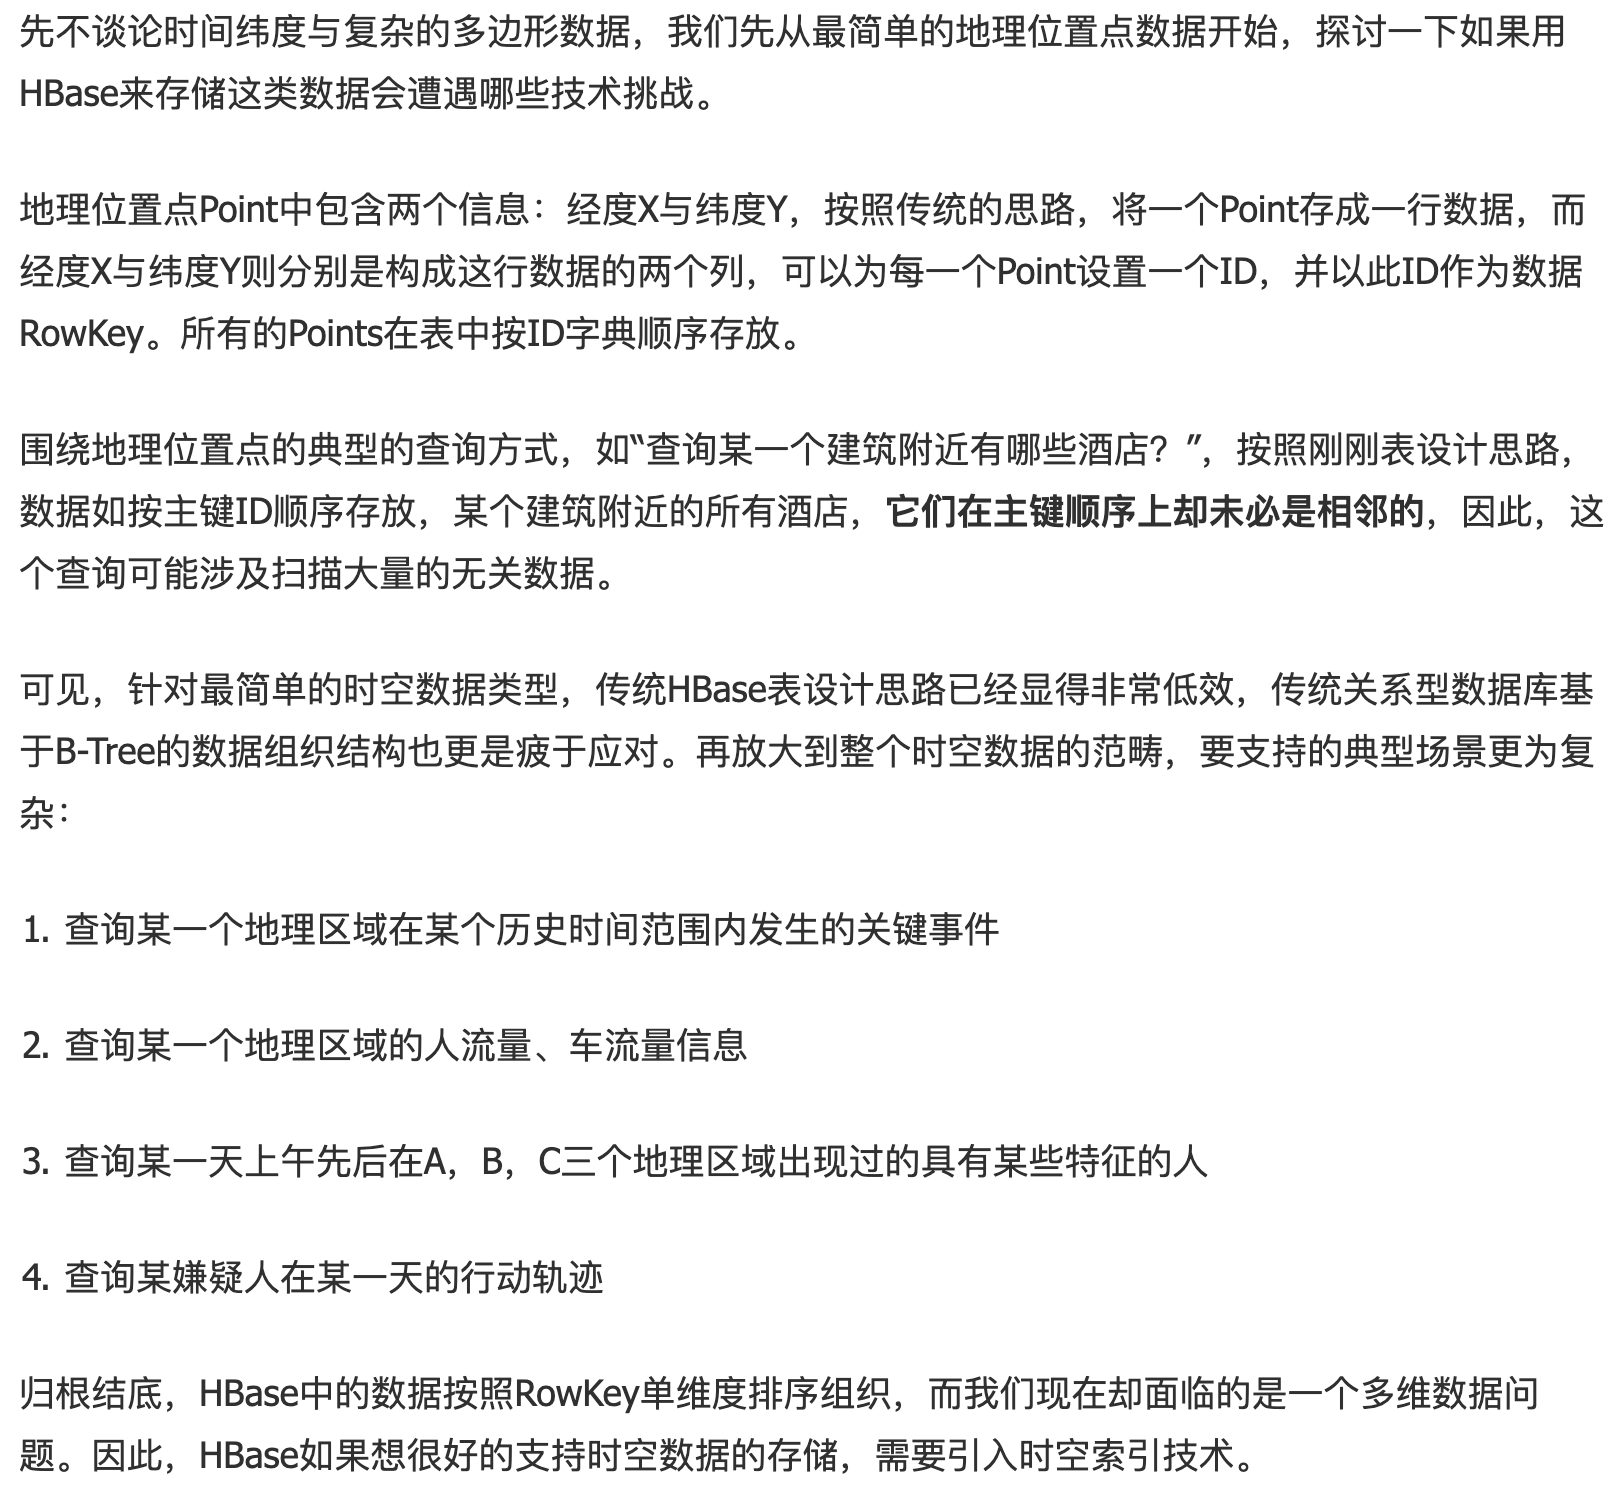 先不谈论时间纬度与复杂的多边形数据，我们先从最简单的地理位置点数据开始，探讨一下如果用
HBase来存储这类数据会遭遇哪些技术挑战。
地理位置点Point中包含两个信息：经度X与纬度Y，按照传统的思路，将一个Point存成一行数据，而
经度X与纬度Y则分别是构成这行数据的两个列，可以为每一个Point设置一个ID，并以此ID作为数据
RowKey。所有的Points在表中按ID字典顺序存放。
围绕地理位置点的典型的查询方式，如“查询某一个建筑附近有哪些酒店？”，按照刚刚表设计思路，
数据如按主键ID顺序存放，某个建筑附近的所有酒店，它们在主键顺序上却未必是相邻的，因此，这
个查询可能涉及扫描大量的无关数据。
可见，针对最简单的时空数据类型，传统HBase表设计思路已经显得非常低效，传统关系型数据库基
于B-Tree的数据组织结构也更是疲于应对。再放大到整个时空数据的范畴，要支持的典型场景更为复
杂：
1. 查询某一个地理区域在某个历史时间范围内发生的关键事件
2. 查询某一个地理区域的人流量、车流量信息
3. 查询某一天上午先后在A，B，C三个地理区域出现过的具有某些特征的人
4. 查询某嫌疑人在某一天的行动轨迹
归根结底，HBase中的数据按照RowKey单维度排序组织，而我们现在却面临的是一个多维数据问
题。因此，HBase如果想很好的支持时空数据的存储，需要引入时空索引技术。